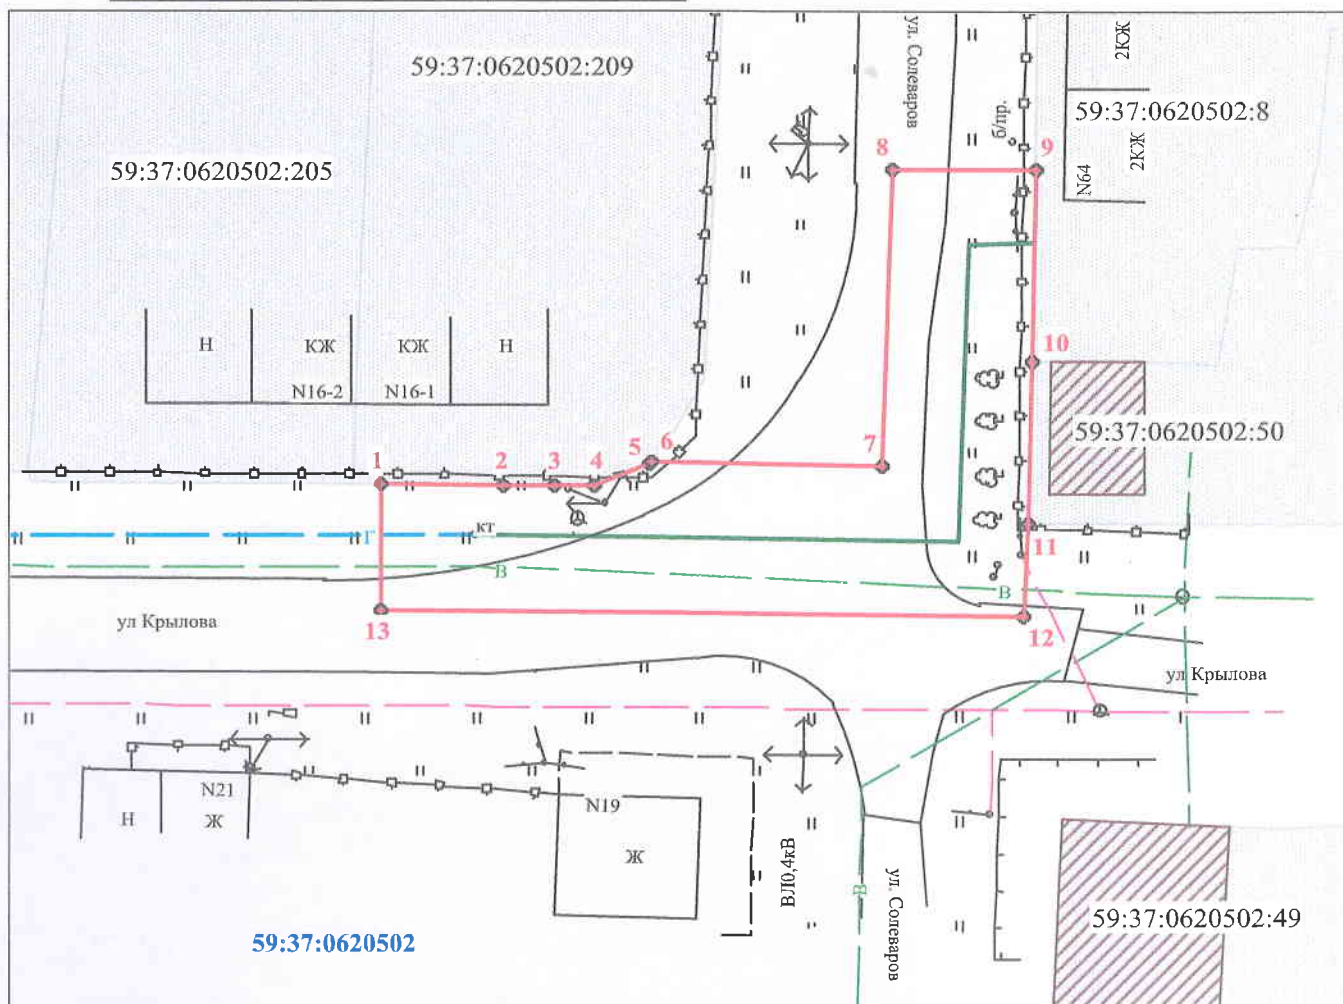 59:37:0620502:209
ул. Солеваров
2КЖ
59:37:0620502:8
б/пр.
8
9
2КЖ
N64
59:37:0620502:205
Н
КЖ
КЖ
Н
N16-2
N16-1
10
59:37:0620502:50
1
2
3
4
5
6
7
Г
кт
11
В
В
13
12
ул Крылова
ул Крылова
N21
Н
Ж
N19
Ж
ВЛ0,4кВ
В
ул. Солеваров
59:37:0620502:49
59:37:0620502